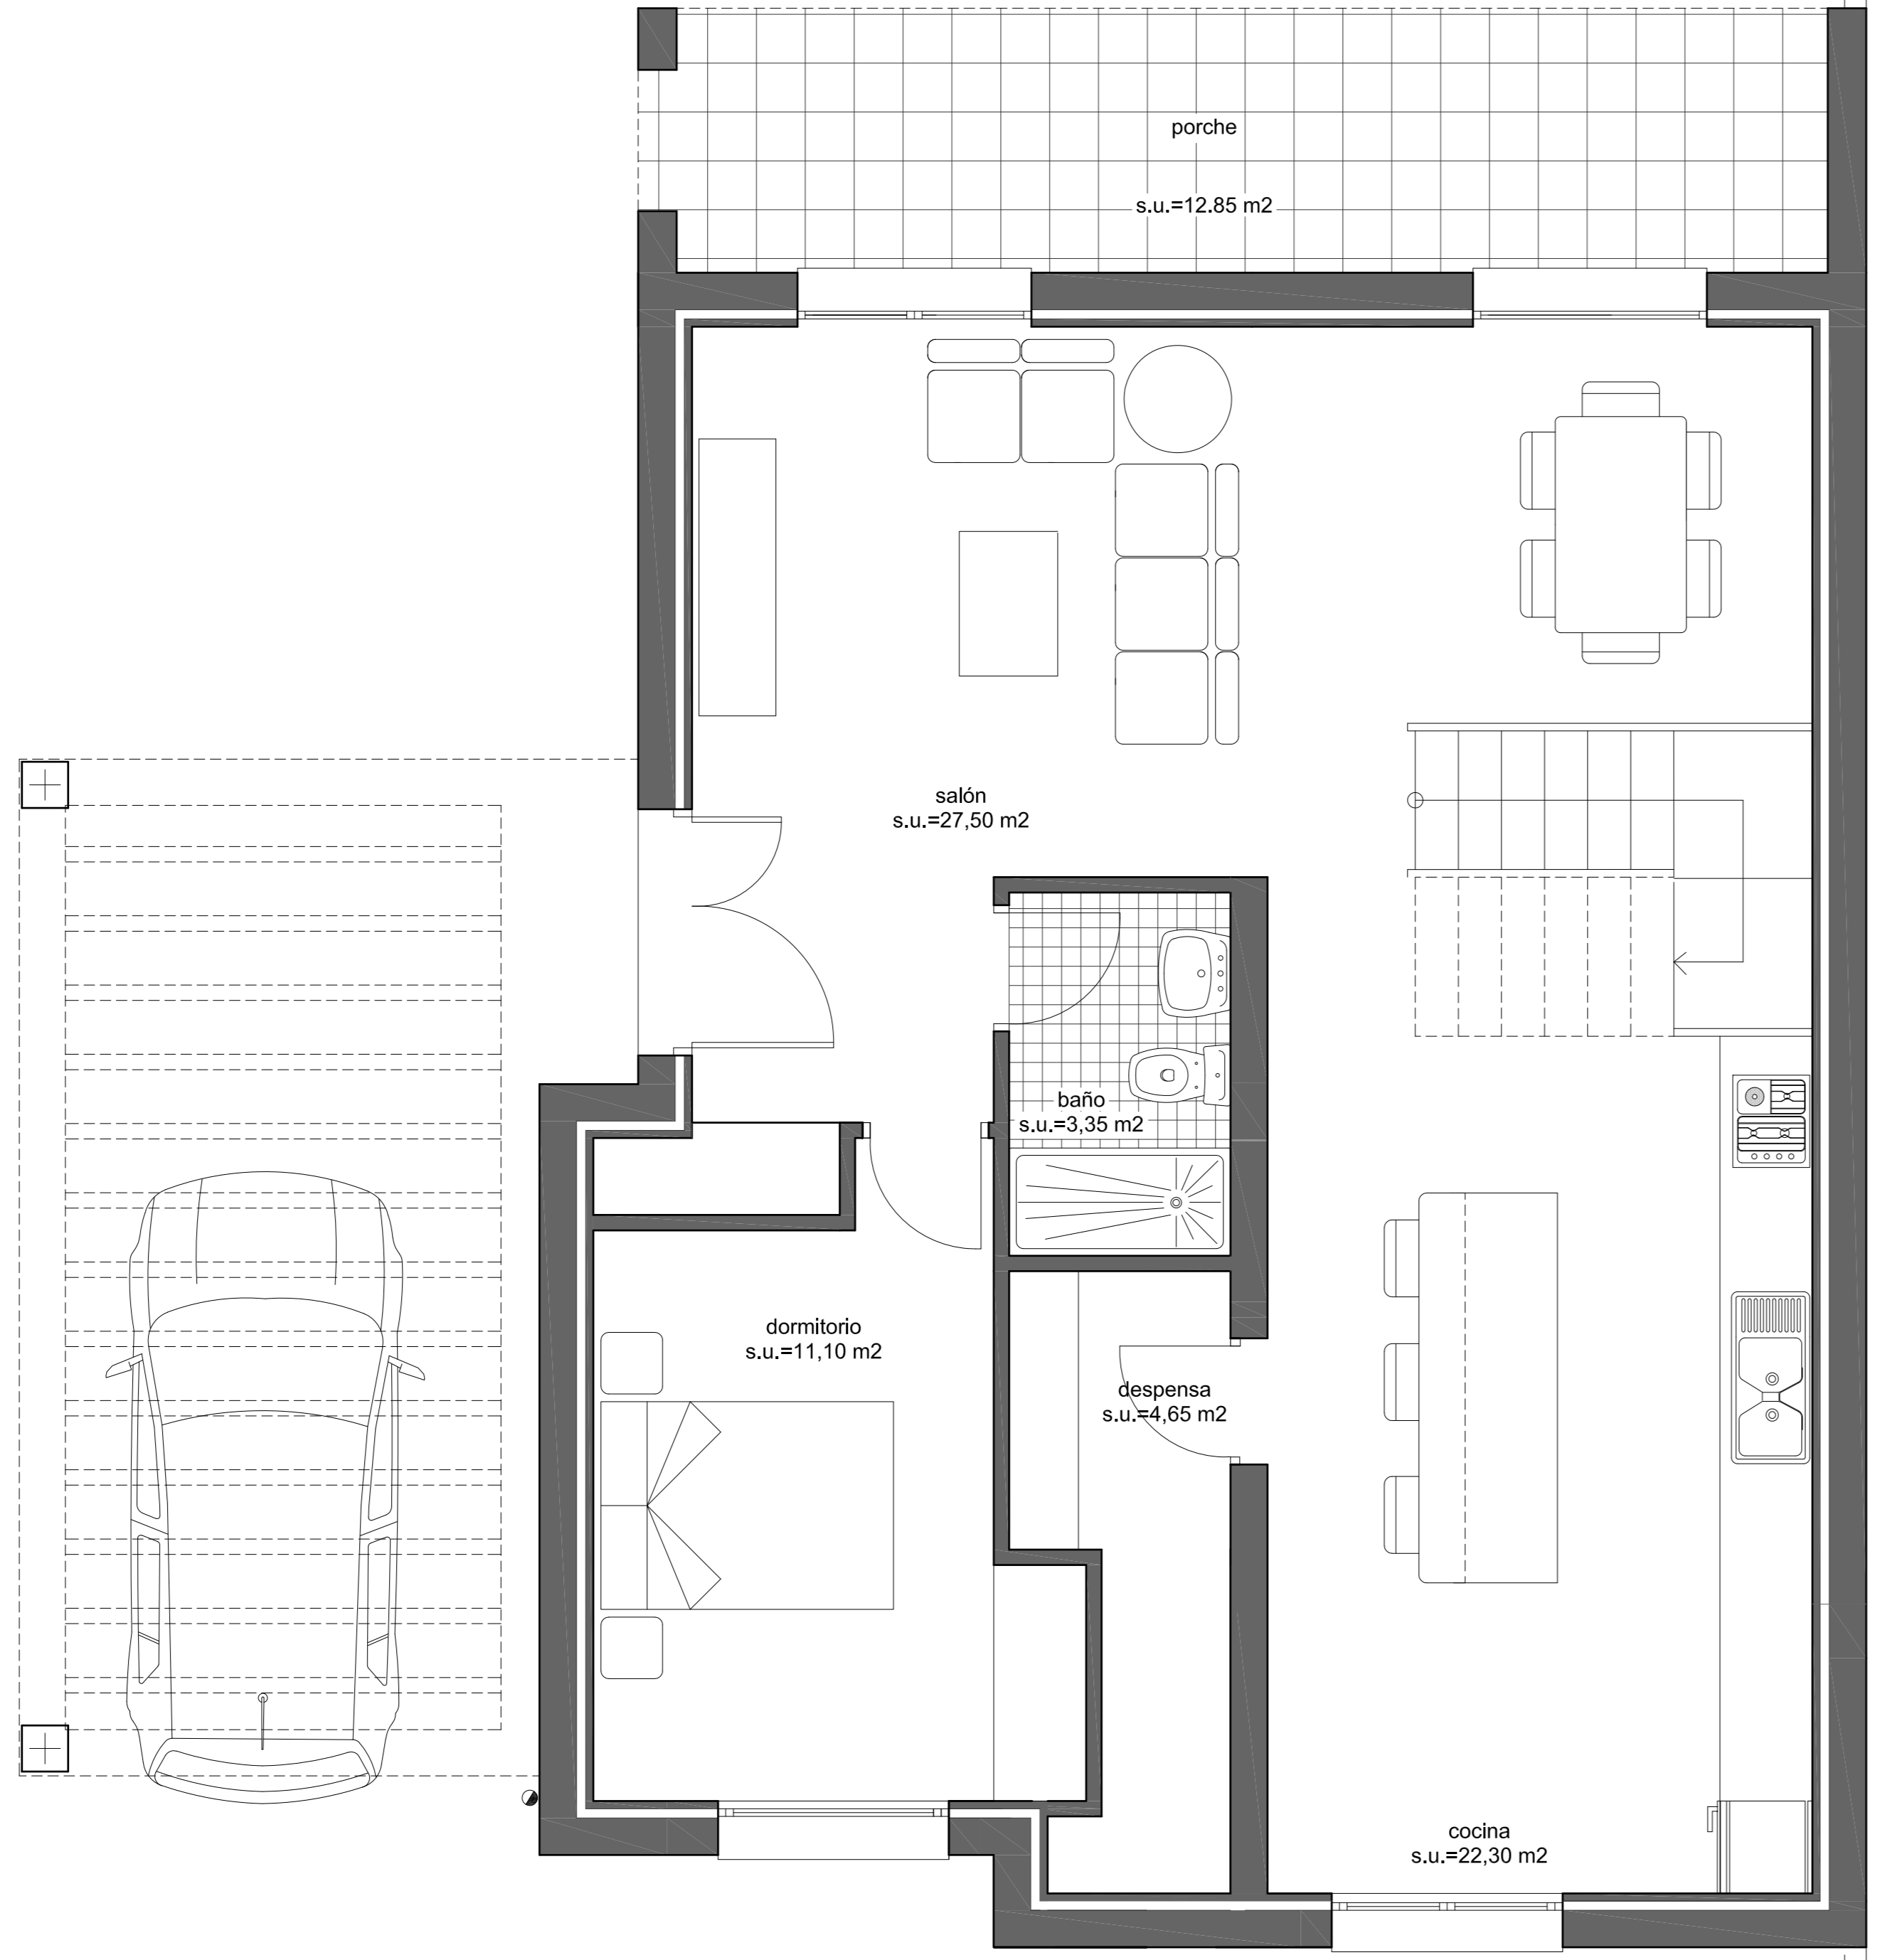 porche
s.u.=12.85 m2
salón
s.u.=27,50 m2
baño
s.u.=3,35 m2
dormitorio
s.u.=11,10 m2
despensa
s.u.=4,65 m2
cocina
s.u.=22,30 m2